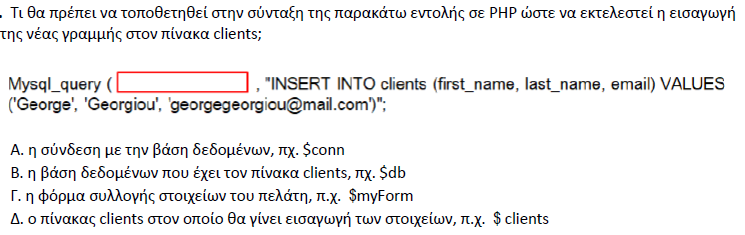 . Τι θα πρέπει να τοποθετηθεί στην σύνταξη της παρακάτω εντολής σε PHP ώστε να εκτελεστεί η εισαγωγή
της νέας γραμμής στον πίνακα clients;
Mysql_query ( , "INSERT INTO clients (first_name, last_name, email) VALUES
('George', 'Georgiou', 'georgegeorgiou@mail.com')";
Α. η σύνδεση με την βάση δεδομένων, πχ. $conn
Β. η βάση δεδομένων που έχει τον πίνακα clients, πχ. $db
Γ. η φόρμα συλλογής στοιχείων του πελάτη, π.χ. $myForm
Δ. ο πίνακας clients στον οποίο θα γίνει εισαγωγή των στοιχείων, π.χ. $ clients